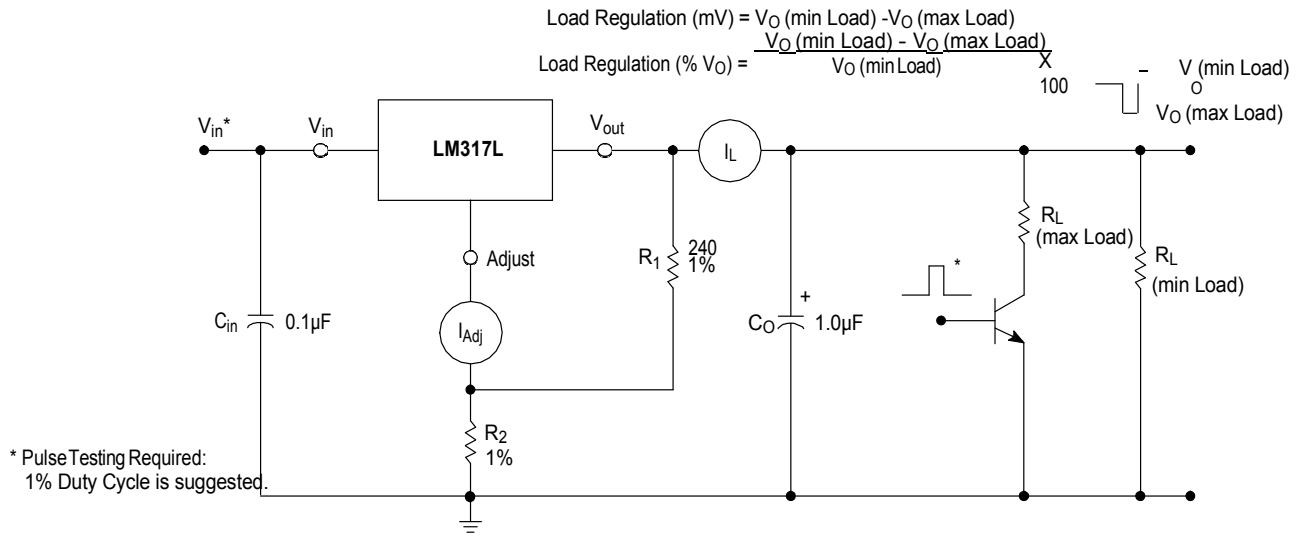 Load Regulation (mV) = VO (min Load) -VO (max Load)
VO (min Load) - VO (max Load)
Load Regulation (% VO) =
VO (min Load)
X
100
VO (min Load)
VO (max Load)
Vin*
Vin
LM317L
Vout
IL
Adjust
R1
240
1%
RL
(max Load)
RL
(min Load)
*
Cin
0.1µF
IAdj
CO
+
1.0µF
R2
1%
* Pulse Testing Required:
1% Duty Cycle is suggested.